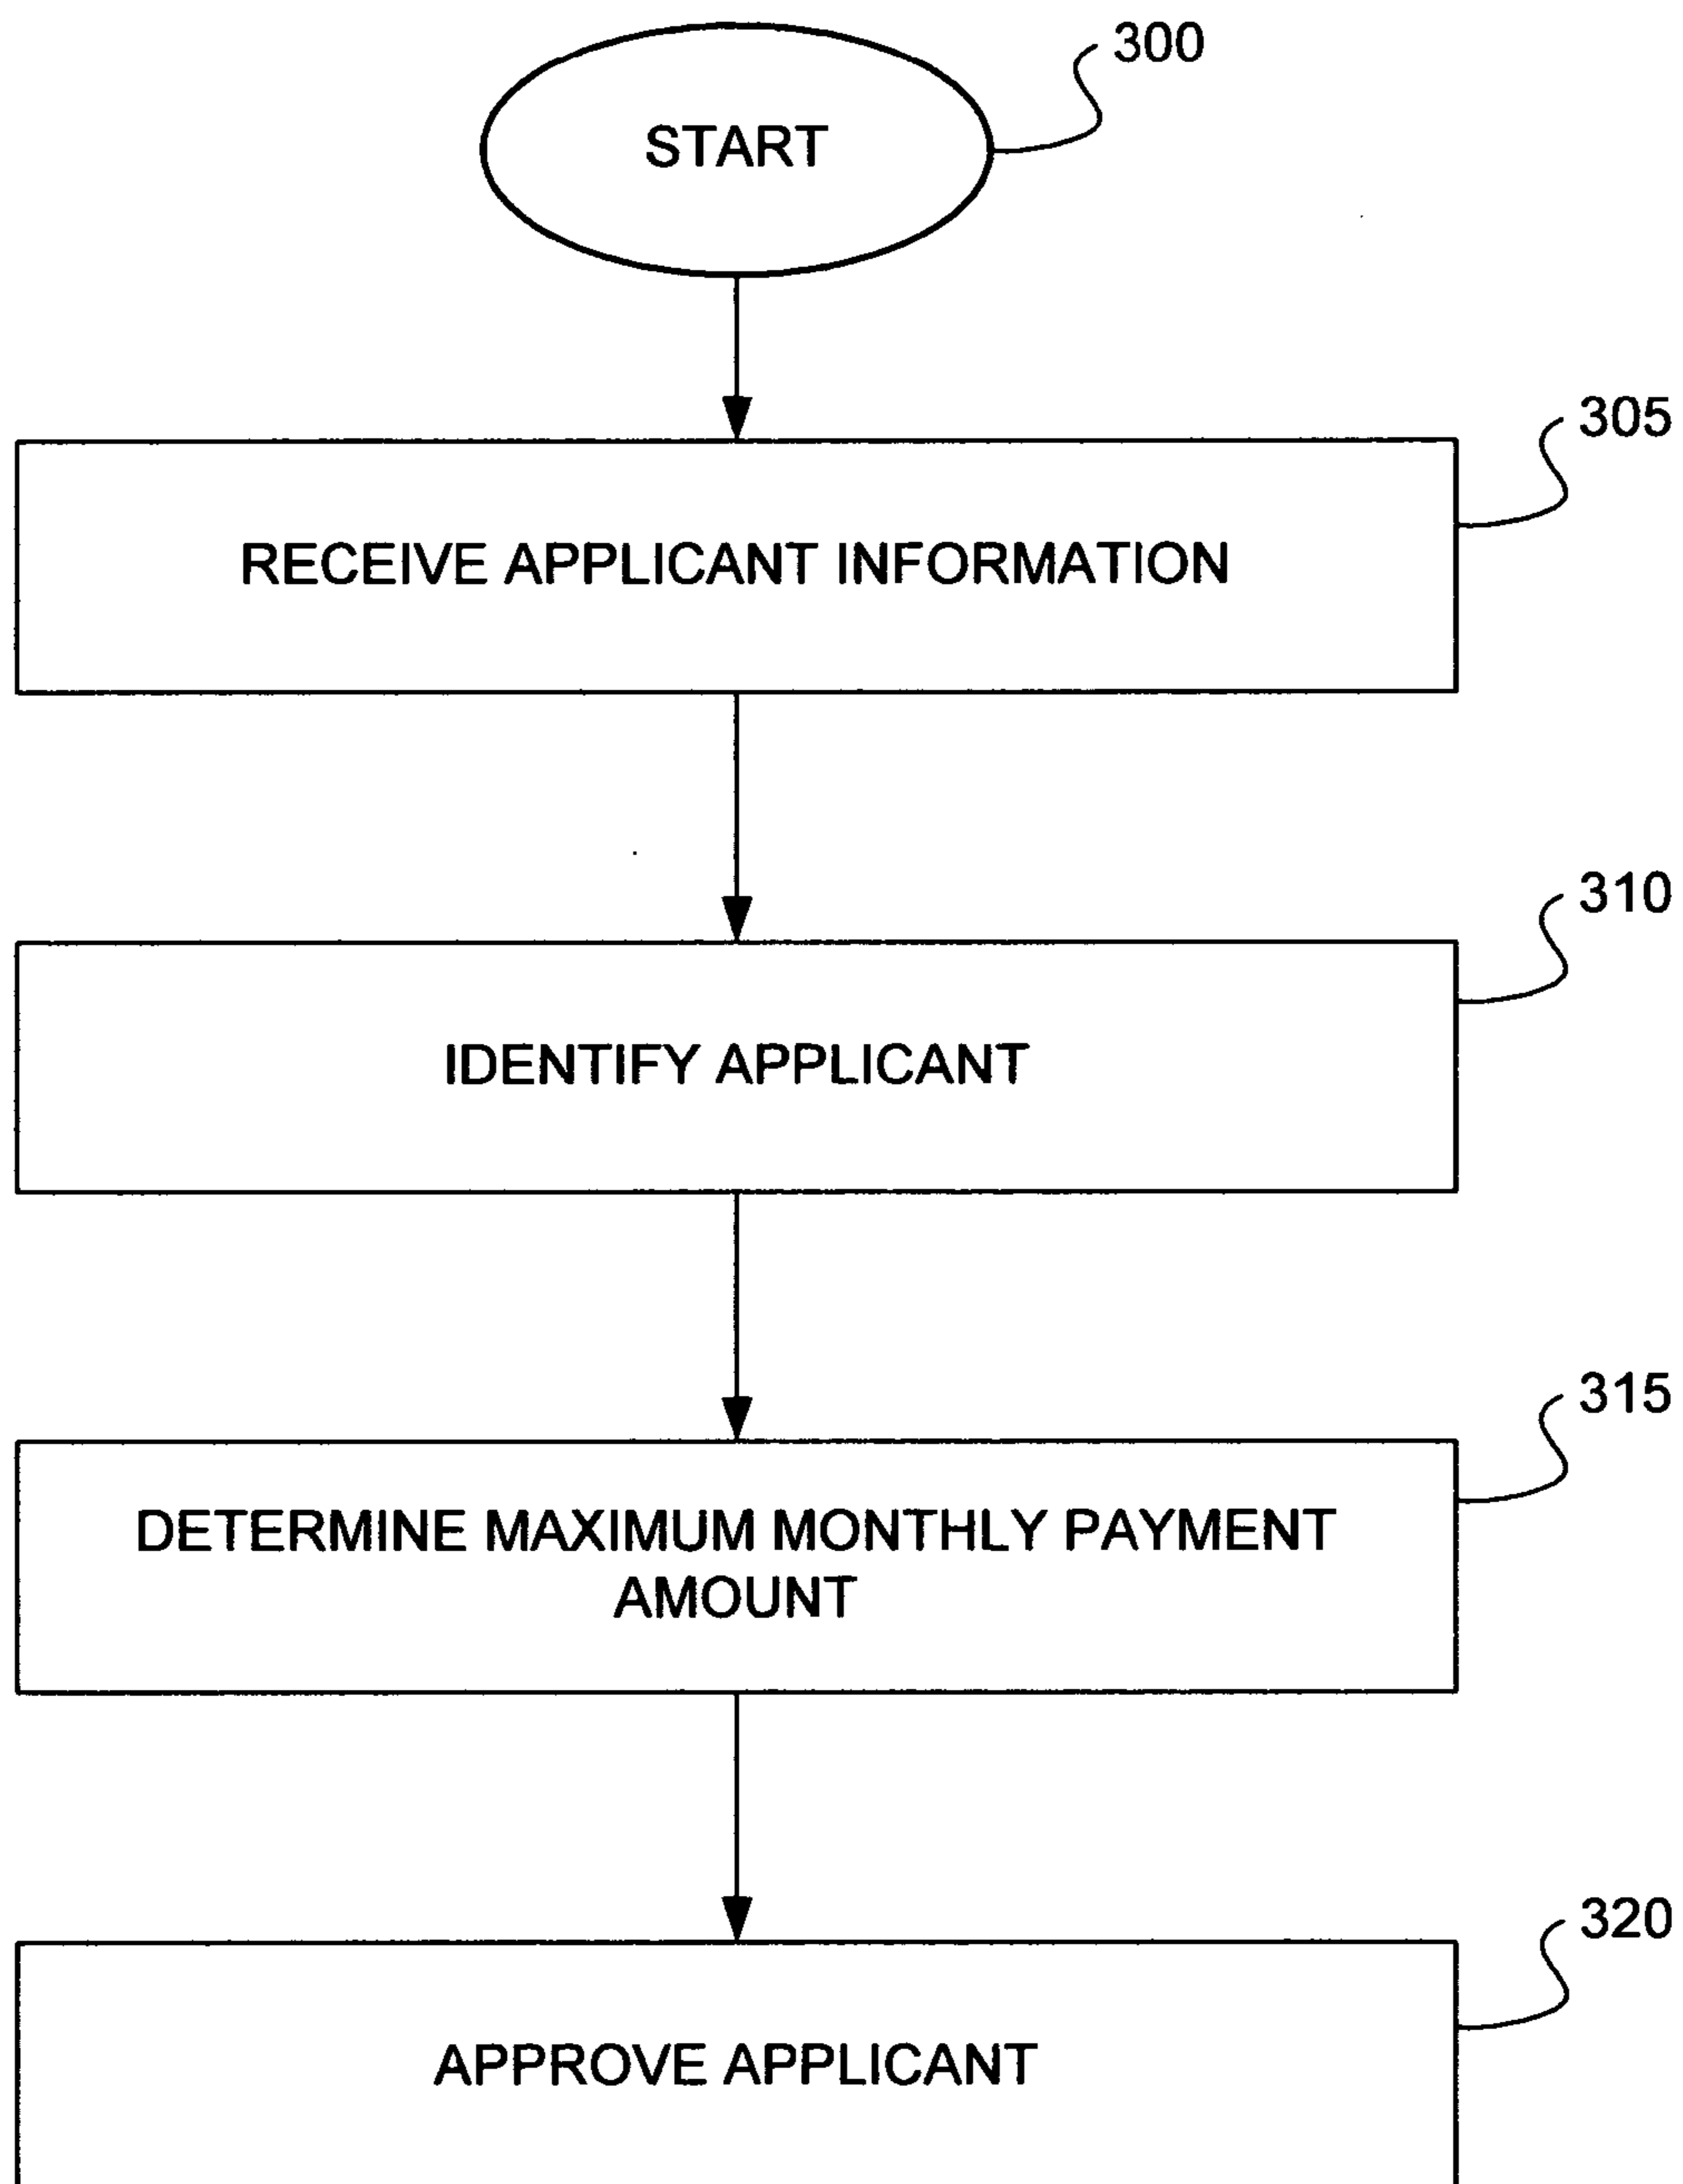 300
START
305
RECEIVE APPLICANT INFORMATION
310
IDENTIFY APPLICANT
315
DETERMINE MAXIMUM MONTHLY PAYMENT
AMOUNT
320
APPROVE APPLICANT